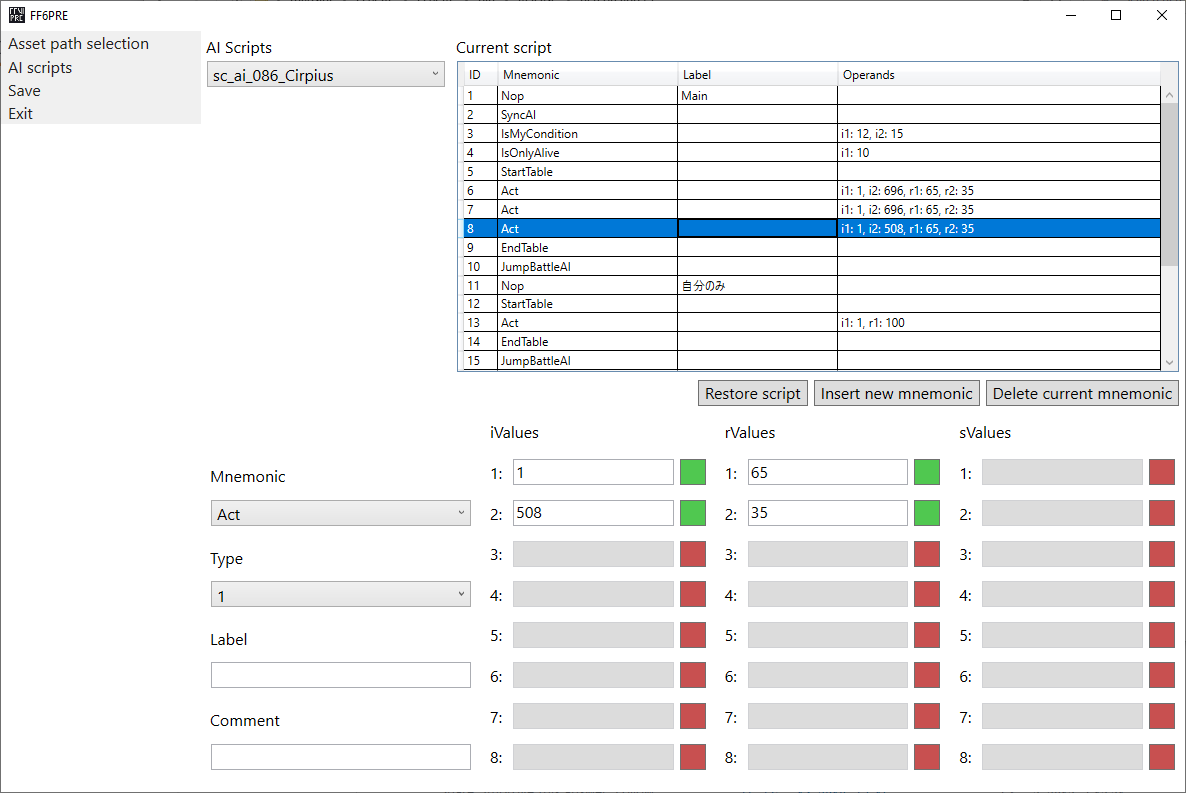 FF6PRE
Asset path selection
AI scripts
Save
Exit
AI Scripts
sc_ai_086_Cirpius
Current script
ID Mnemonic Label Operands
1 Nop Main
2 SyncAI
3 IsMyCondition i1: 12, i2: 15
4 IsOnlyAlive i1: 10
5 StartTable
6 Act i1: 1, i2: 696, r1: 65, r2: 35
7 Act i1: 1, i2: 696, r1: 65, r2: 35
8 Act i1: 1, i2: 508, r1: 65, r2: 35
9 EndTable
10 JumpBattleAI
11 Nop 自分のみ
12 StartTable
13 Act i1: 1, r1: 100
14 EndTable
15 JumpBattleAI
Restore script Insert new mnemonic Delete current mnemonic
Mnemonic
Act
Type
1
Label
Comment
iValues
1: 1
2: 508
3:
4:
5:
6:
7:
8:
rValues
1: 65
2: 35
3:
4:
5:
6:
7:
8:
sValues
1:
2:
3:
4:
5:
6:
7:
8: